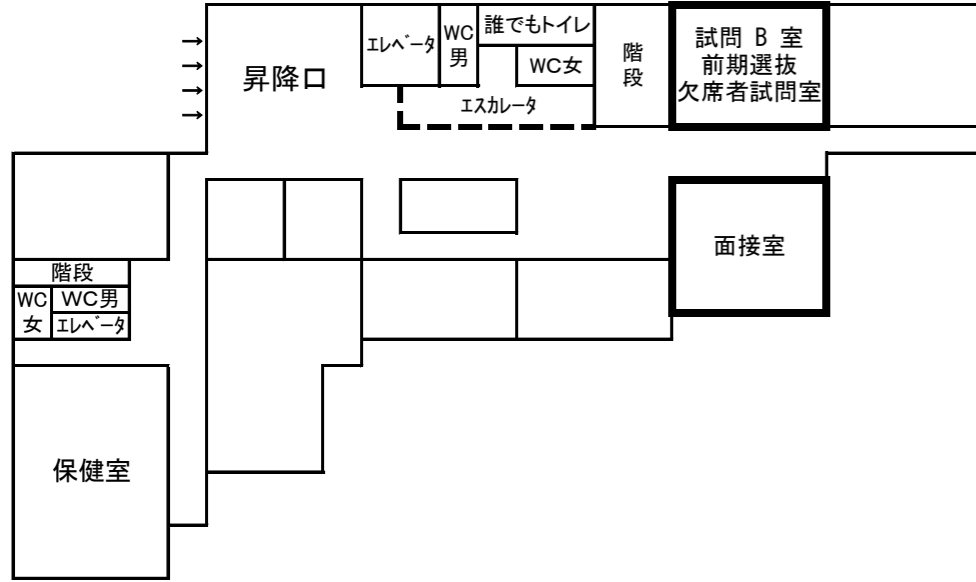 →
→
→
→
昇降口
エレベータ
WC
男
誰でもトイレ
WC女
エスカレータ
階
段
試問 B 室
前期選抜
欠席者試問室
面接室
階段
WC
女
WC男
エレベータ
保健室